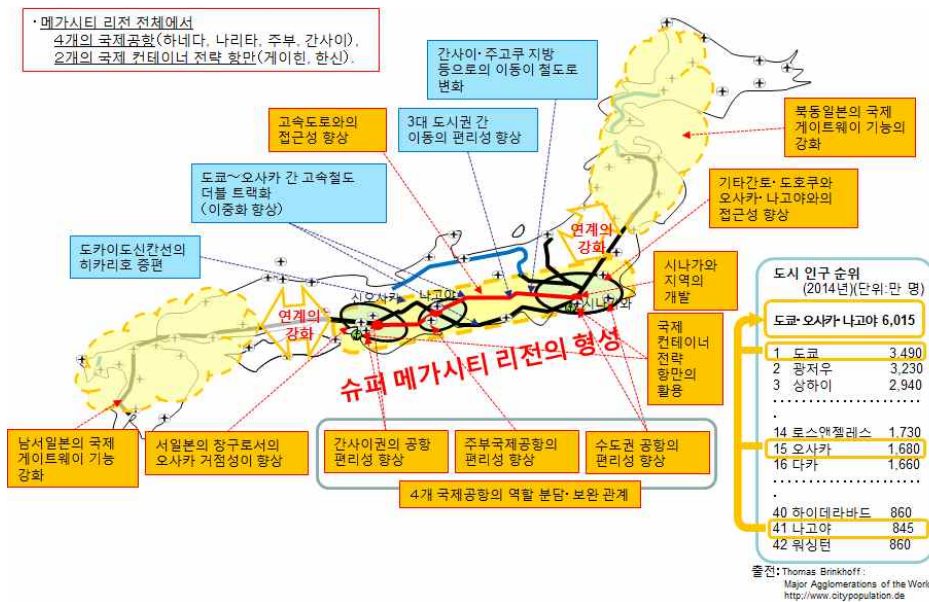 · 메가시티 리전 전체에서
4개의 국제공항(하네다, 나리타, 주부, 간사이),
2개의 국제 컨테이너 전략 항만(게이힌, 한신).
간사이·주고쿠 지방
등으로의 이동이 철도로
변화
고속도로와의
접근성 향상
3대 도시권 간
이동의 편리성 향상
북동일본의 국제
게이트웨이 기능의
강화
도쿄~오사카 간 고속철도
더블 트랙화
(이중화 향상)
기타간토·도호쿠와
오사카·나고야와의
접근성 향상
도카이도신칸선의
히카리호 증편
연계의
강화
시나가와
지역의
개발
신오사카
나고야
시나가와
연계의
강화
국제
컨테이너
전략
항만의
활용
슈퍼 메가시티 리전의 형성
남서일본의 국제
게이트웨이 기능
강화
서일본의 창구로서의
오사카 거점성이 향상
간사이권의 공항
편리성 향상
주부국제공항의
편리성 향상
수도권 공항의
편리성 향상
4개 국제공항의 역할 분담·보완 관계
도시 인구 순위
(2014년)(단위:만 명)
도쿄·오사카·나고야 6,015
1 도쿄 3,490
2 광저우 3,230
3 상하이 2,940
14 로스앤젤레스 1,730
15 오사카 1,680
16 다카 1,660
40 하이데라바드 860
41 나고야 845
42 워싱턴 860
출전: Thomas Brinkhoff :
Major Agglomerations of the World
http://www.citypopulation.de